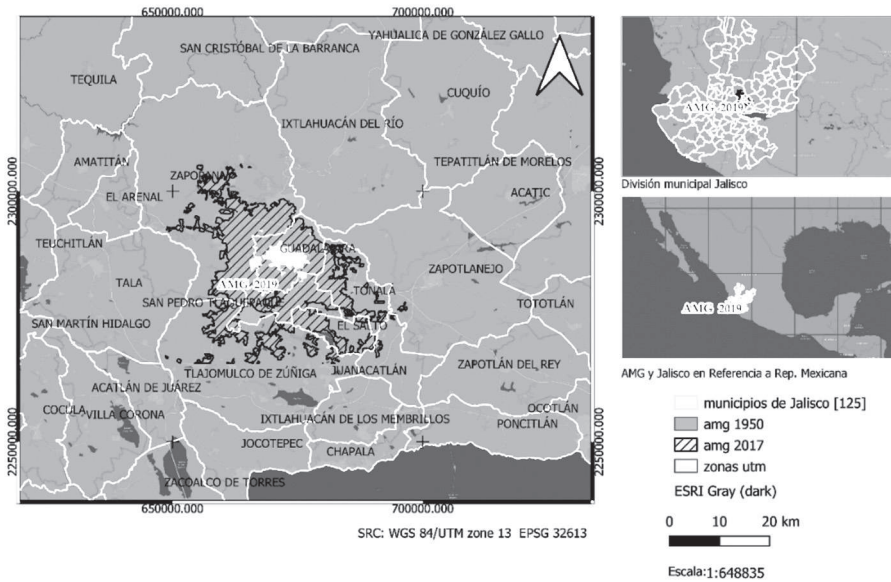 650000.000
700000.000
YAHUALICA DE GONZÁLEZ GALLO
SAN CRISTÓBAL DE LA BARRANCA
TEQUILA
CUQUÍO
IXTLAHUACÁN DEL RÍO
AMATITÁN
ZAPOPAN
TEPATITLÁN DE MORELOS
EL ARENAL
ACATIC
2300000.000
2300000.000
TEUCHITLÁN
GUADALAJARA
ZAPOTLANEJO
TALA
AMG 2019
TONALÁ
SAN PEDRO TLAQUEPAQUE
TOTOTLÁN
SAN MARTÍN HIDALGO
EL SALTO
TLAJOMULCO DE ZÚÑIGA
JUANACATLÁN
ZAPOTLÁN DEL REY
ACATLÁN DE JUÁREZ
COCULA
VILLA CORONA
IXTLAHUACÁN DE LOS MEMBRILLOS
OCOTLÁN
PONCITLÁN
JOCOTEPEC
CHAPALA
2250000.000
2250000.000
ZACOALCO DE TORRES
650000.000
700000.000
SRC: WGS 84/UTM zone 13 EPSG 32613
AMG 2019
División municipal Jalisco
AMG 2019
AMG y Jalisco en Referencia a Rep. Mexicana
municipios de Jalisco [125]
amg 1950
amg 2017
zonas utm
ESRI Gray (dark)
0 10 20 km
Escala:1:648835